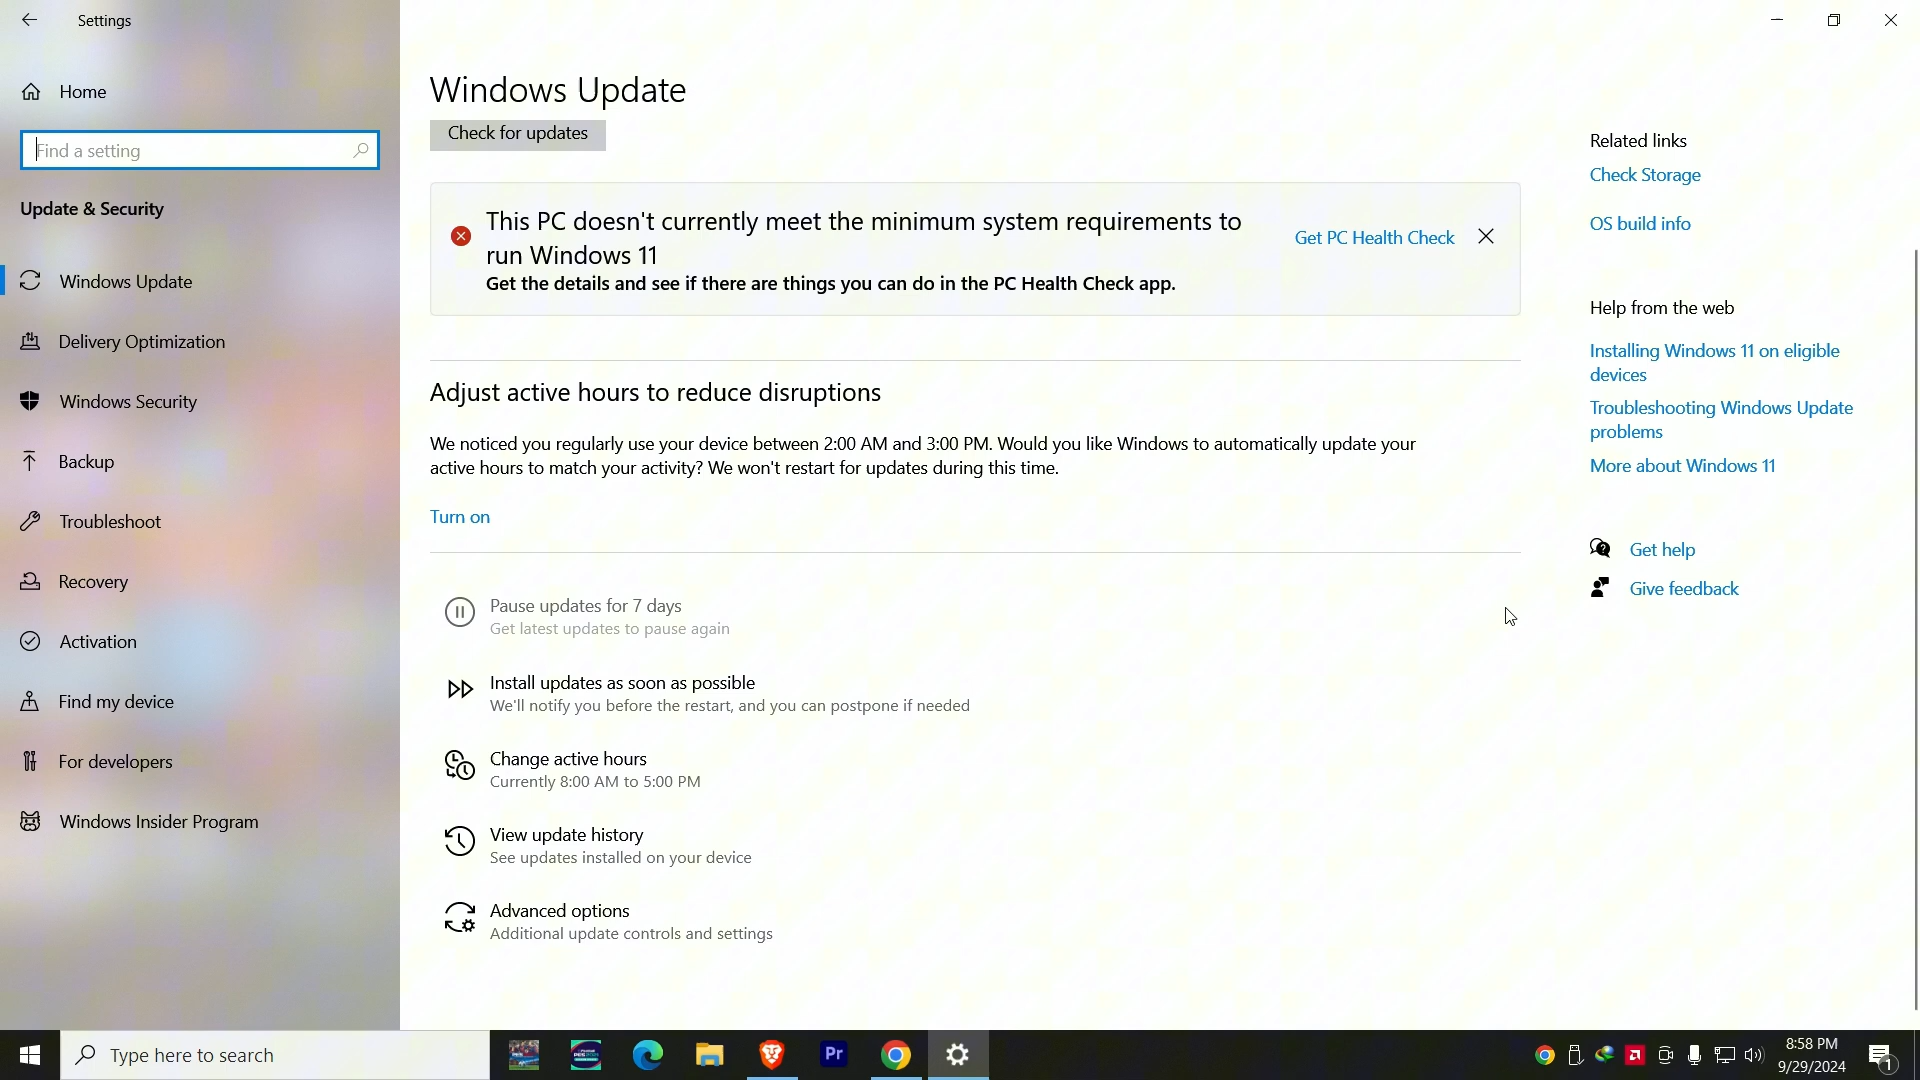 Settings
Home
Find a setting
Update & Security
Windows Update
Delivery Optimization
Windows Security
Backup
Troubleshoot
Recovery
Activation
Find my device
For developers
Windows Insider Program
Windows Update
Check for updates
This PC doesn't currently meet the minimum system requirements to
run Windows 11
Get the details and see if there are things you can do in the PC Health Check app.
Get PC Health Check
Adjust active hours to reduce disruptions
We noticed you regularly use your device between 2:00 AM and 3:00 PM. Would you like Windows to automatically update your
active hours to match your activity? We won't restart for updates during this time.
Turn on
Pause updates for 7 days
Get latest updates to pause again
Install updates as soon as possible
We'll notify you before the restart, and you can postpone if needed
Change active hours
Currently 8:00 AM to 5:00 PM
View update history
See updates installed on your device
Advanced options
Additional update controls and settings
Related links
Check Storage
OS build info
Help from the web
Installing Windows 11 on eligible
devices
Troubleshooting Windows Update
problems
More about Windows 11
Get help
Give feedback
Type here to search
Pr
8:58 PM
9/29/2024
1